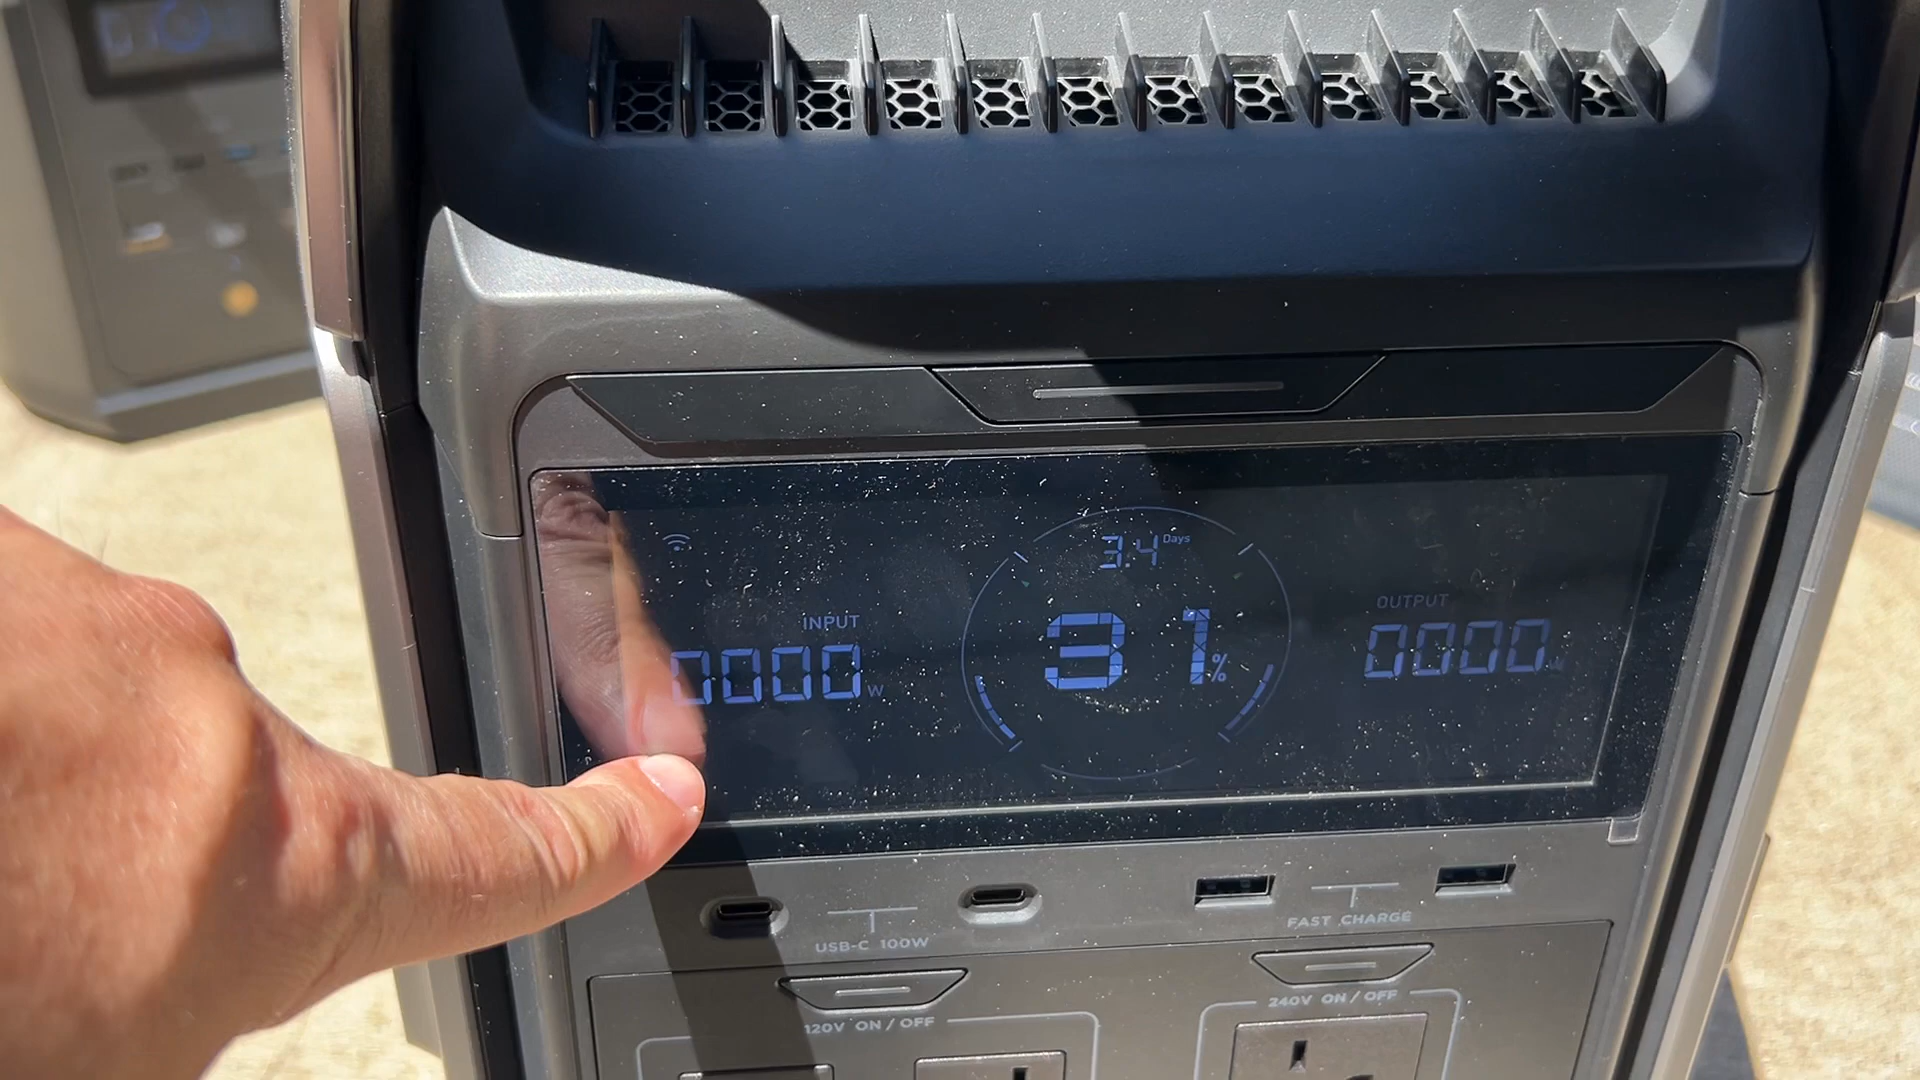 3.4 Days
INPUT
0000 W
31%
OUTPUT
0000 W
USB-C 100W
FAST CHARGE
120V ON / OFF
240V ON / OFF